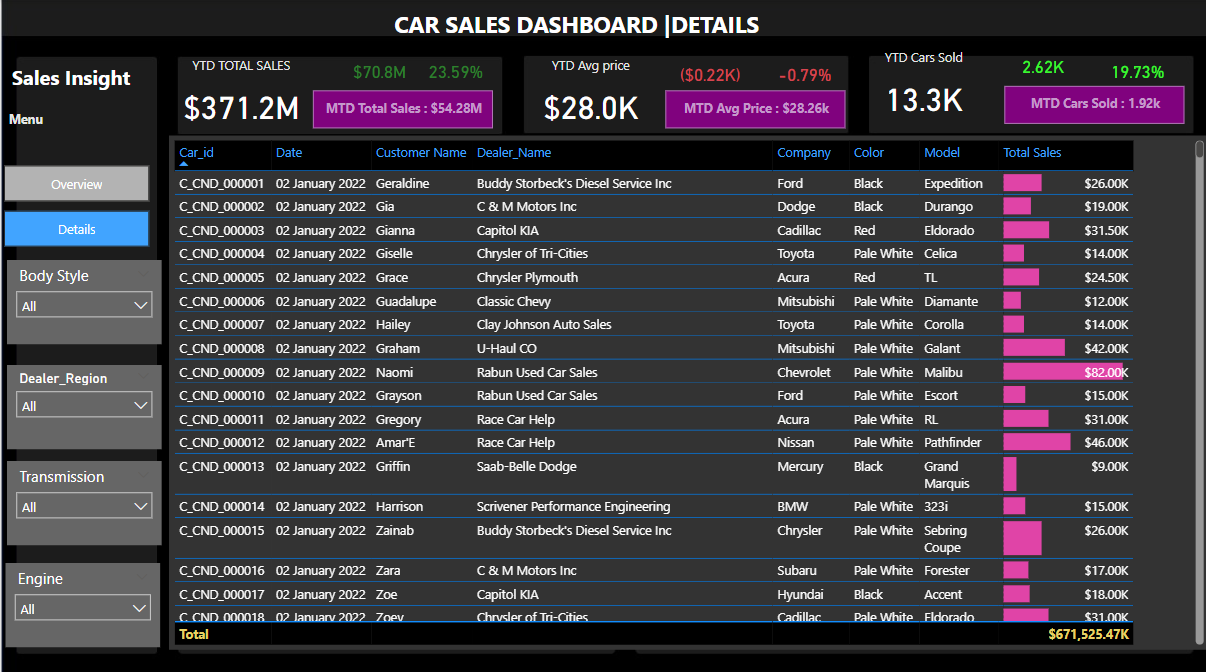 CAR SALES DASHBOARD |DETAILS
Sales Insight
Menu
Overview
Details
Body Style
All
Dealer_Region
All
Transmission
All
Engine
All
YTD TOTAL SALES
$70.8M 23.59%
$371.2M
MTD Total Sales : $54.28M
YTD Avg price
($0.22K) -0.79%
$28.0K
MTD Avg Price : $28.26k
YTD Cars Sold
2.62K 19.73%
13.3K
MTD Cars Sold : 1.92k
Car_id Date Customer Name Dealer_Name Company Color Model Total Sales
C_CND_000001 02 January 2022 Geraldine Buddy Storbeck's Diesel Service Inc Ford Black Expedition $26.00K
C_CND_000002 02 January 2022 Gia C & M Motors Inc Dodge Black Durango $19.00K
C_CND_000003 02 January 2022 Gianna Capitol KIA Cadillac Red Eldorado $31.50K
C_CND_000004 02 January 2022 Giselle Chrysler of Tri-Cities Toyota Pale White Celica $14.00K
C_CND_000005 02 January 2022 Grace Chrysler Plymouth Acura Red TL $24.50K
C_CND_000006 02 January 2022 Guadalupe Classic Chevy Mitsubishi Pale White Diamante $12.00K
C_CND_000007 02 January 2022 Hailey Clay Johnson Auto Sales Toyota Pale White Corolla $14.00K
C_CND_000008 02 January 2022 Graham U-Haul CO Mitsubishi Pale White Galant $42.00K
C_CND_000009 02 January 2022 Naomi Rabun Used Car Sales Chevrolet Pale White Malibu $82.00K
C_CND_000010 02 January 2022 Grayson Rabun Used Car Sales Ford Pale White Escort $15.00K
C_CND_000011 02 January 2022 Gregory Race Car Help Acura Pale White RL $31.00K
C_CND_000012 02 January 2022 Amar'E Race Car Help Nissan Pale White Pathfinder $46.00K
C_CND_000013 02 January 2022 Griffin Saab-Belle Dodge Mercury Black Grand $9.00K
Marquis
C_CND_000014 02 January 2022 Harrison Scrivener Performance Engineering BMW Pale White 323i $15.00K
C_CND_000015 02 January 2022 Zainab Buddy Storbeck's Diesel Service Inc Chrysler Pale White Sebring $26.00K
Coupe
C_CND_000016 02 January 2022 Zara C & M Motors Inc Subaru Pale White Forester $17.00K
C_CND_000017 02 January 2022 Zoe Capitol KIA Hyundai Black Accent $18.00K
C_CND_000018 02 January 2022 Zoey Chrysler of Tri-Cities Cadillac Pale White Eldorado $31.00K
Total $671,525.47K